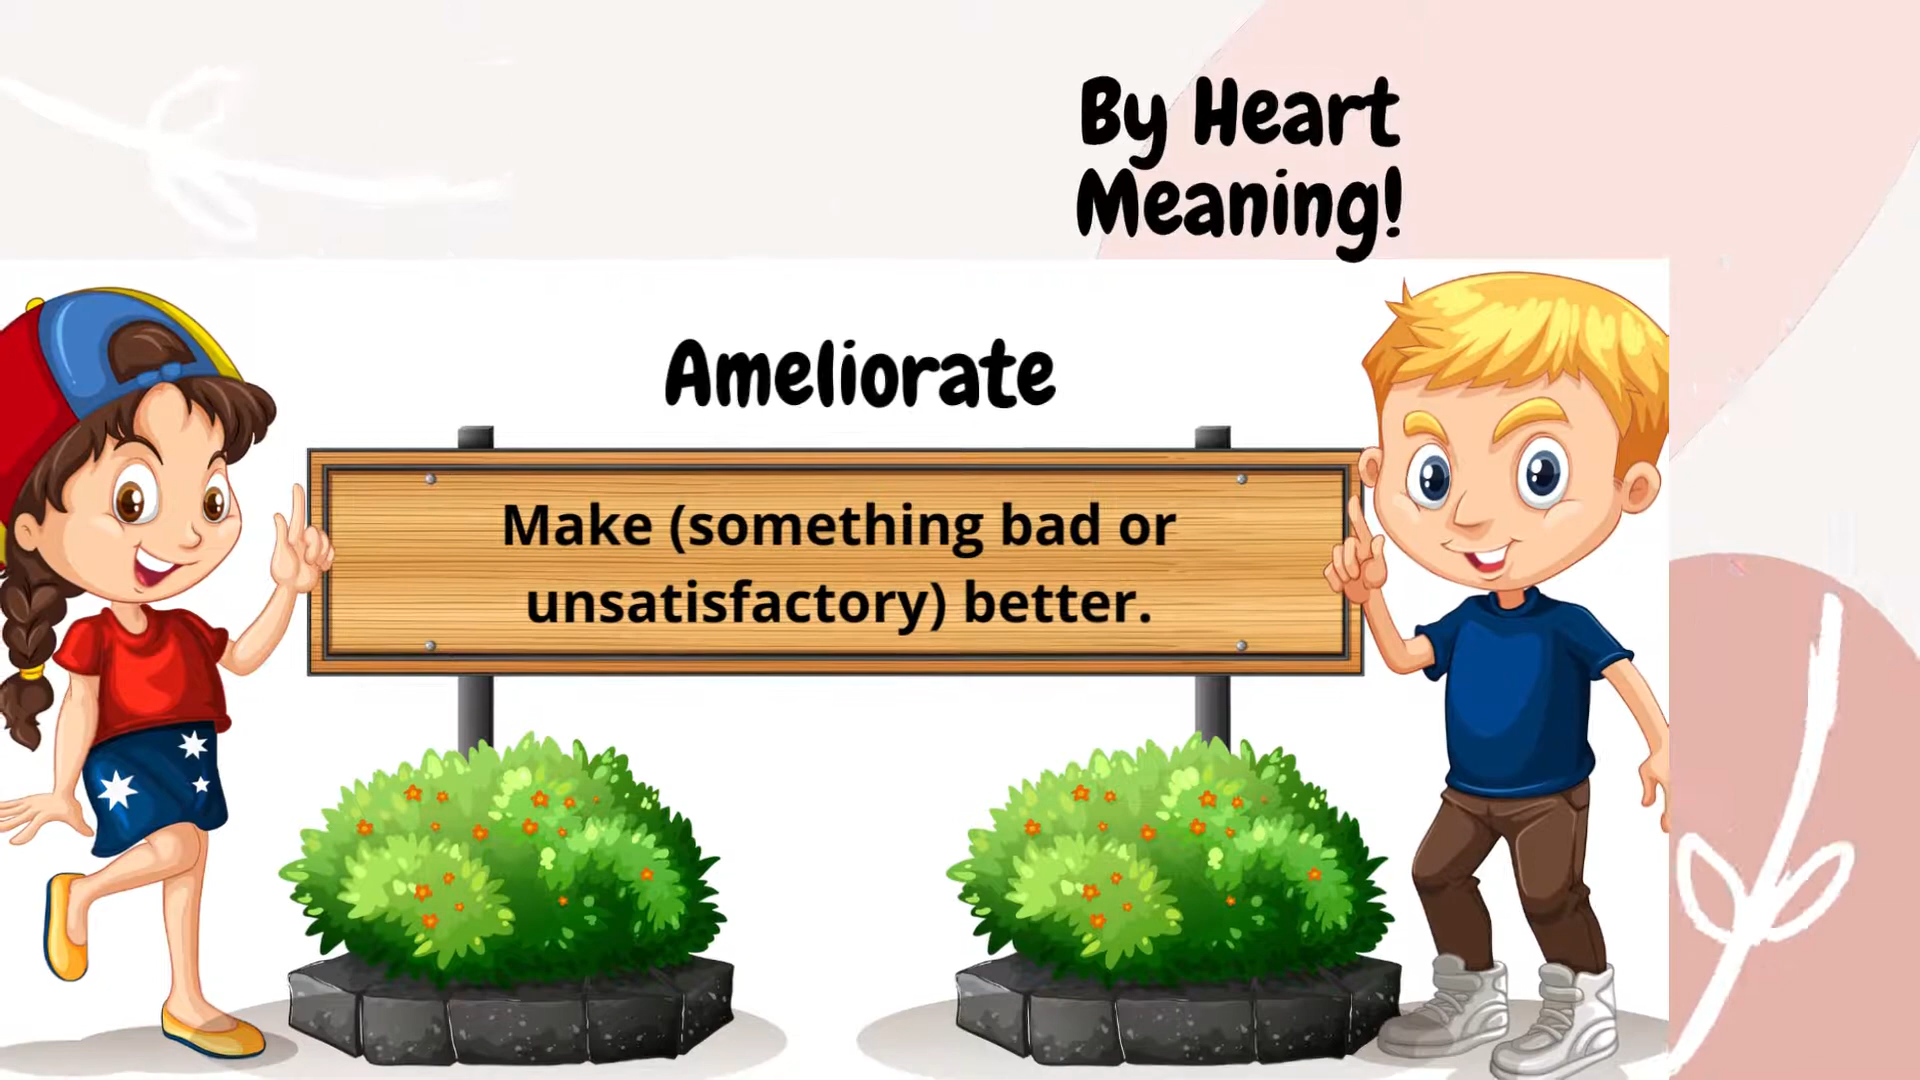 By Heart
Meaning!
Ameliorate
Make (something bad or
unsatisfactory) better.